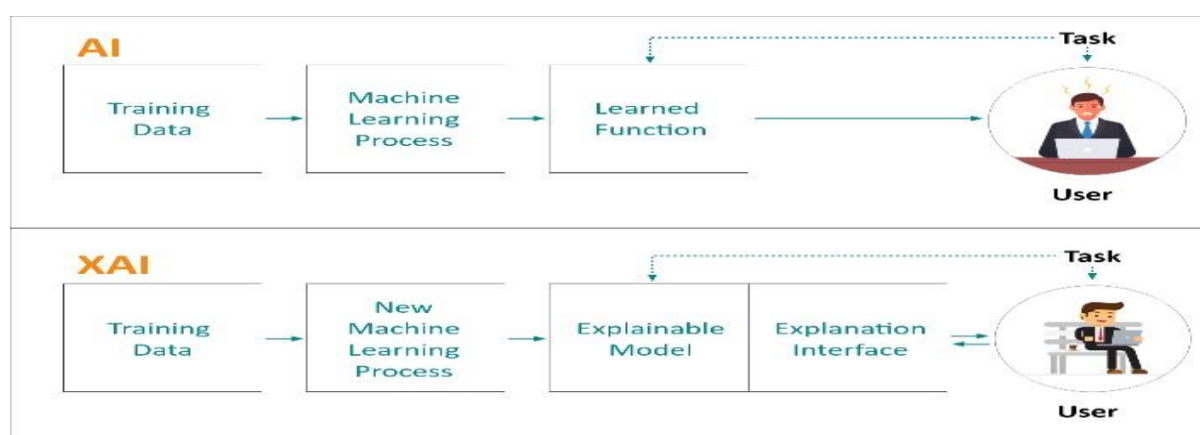 AI
Task
Training
Data
Machine
Learning
Process
Learned
Function
User
XAI
Task
Training
Data
New
Machine
Learning
Process
Explainable
Model
Explanation
Interface
User